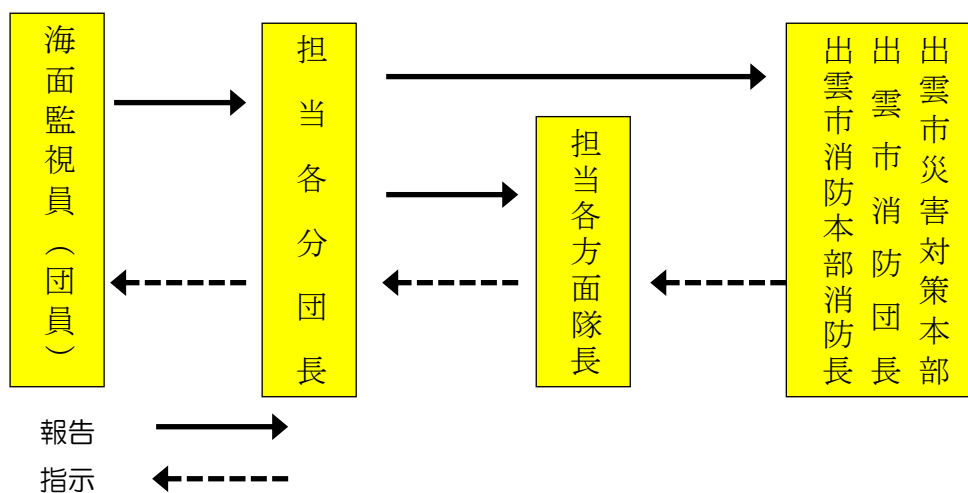 海面監視員（団員）
担当各分団長
担当各方面隊長
出雲市災害対策本部
出雲市消防団長
出雲市消防本部消防長
報告
指示